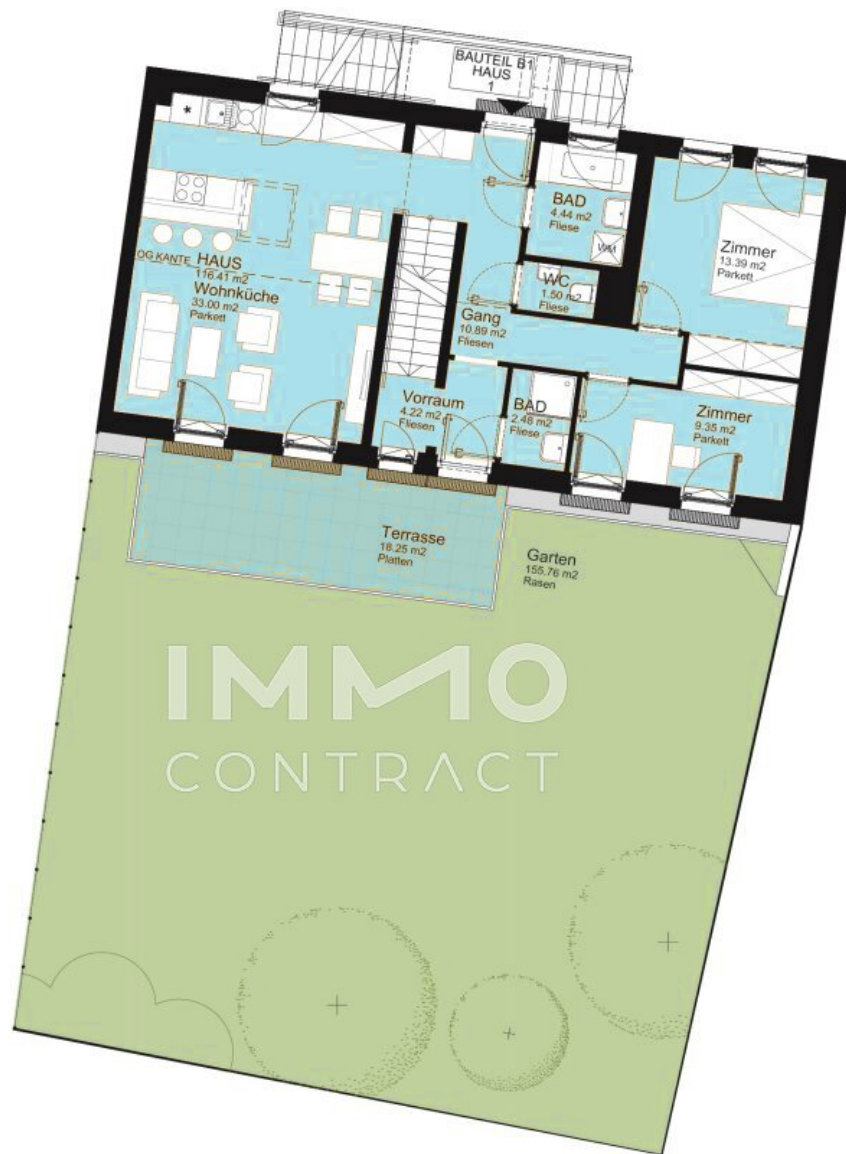 BAUTEIL B1
HAUS
1
BAD
4.44 m2
Fliese
WM
Zimmer
13.39 m2
Parkett
OG KANTE
HAUS
116.41 m2
Wohnküche
33.00 m2
Parkett
WC
1.50 m2
Fliese
Gang
10.89 m2
Fliesen
Vorraum
4.22 m2
Fliesen
BAD
2.48 m2
Fliese
Zimmer
9.35 m2
Parkett
Terrasse
18.25 m2
Platten
Garten
155.76 m2
Rasen
IMMO
CONTRACT